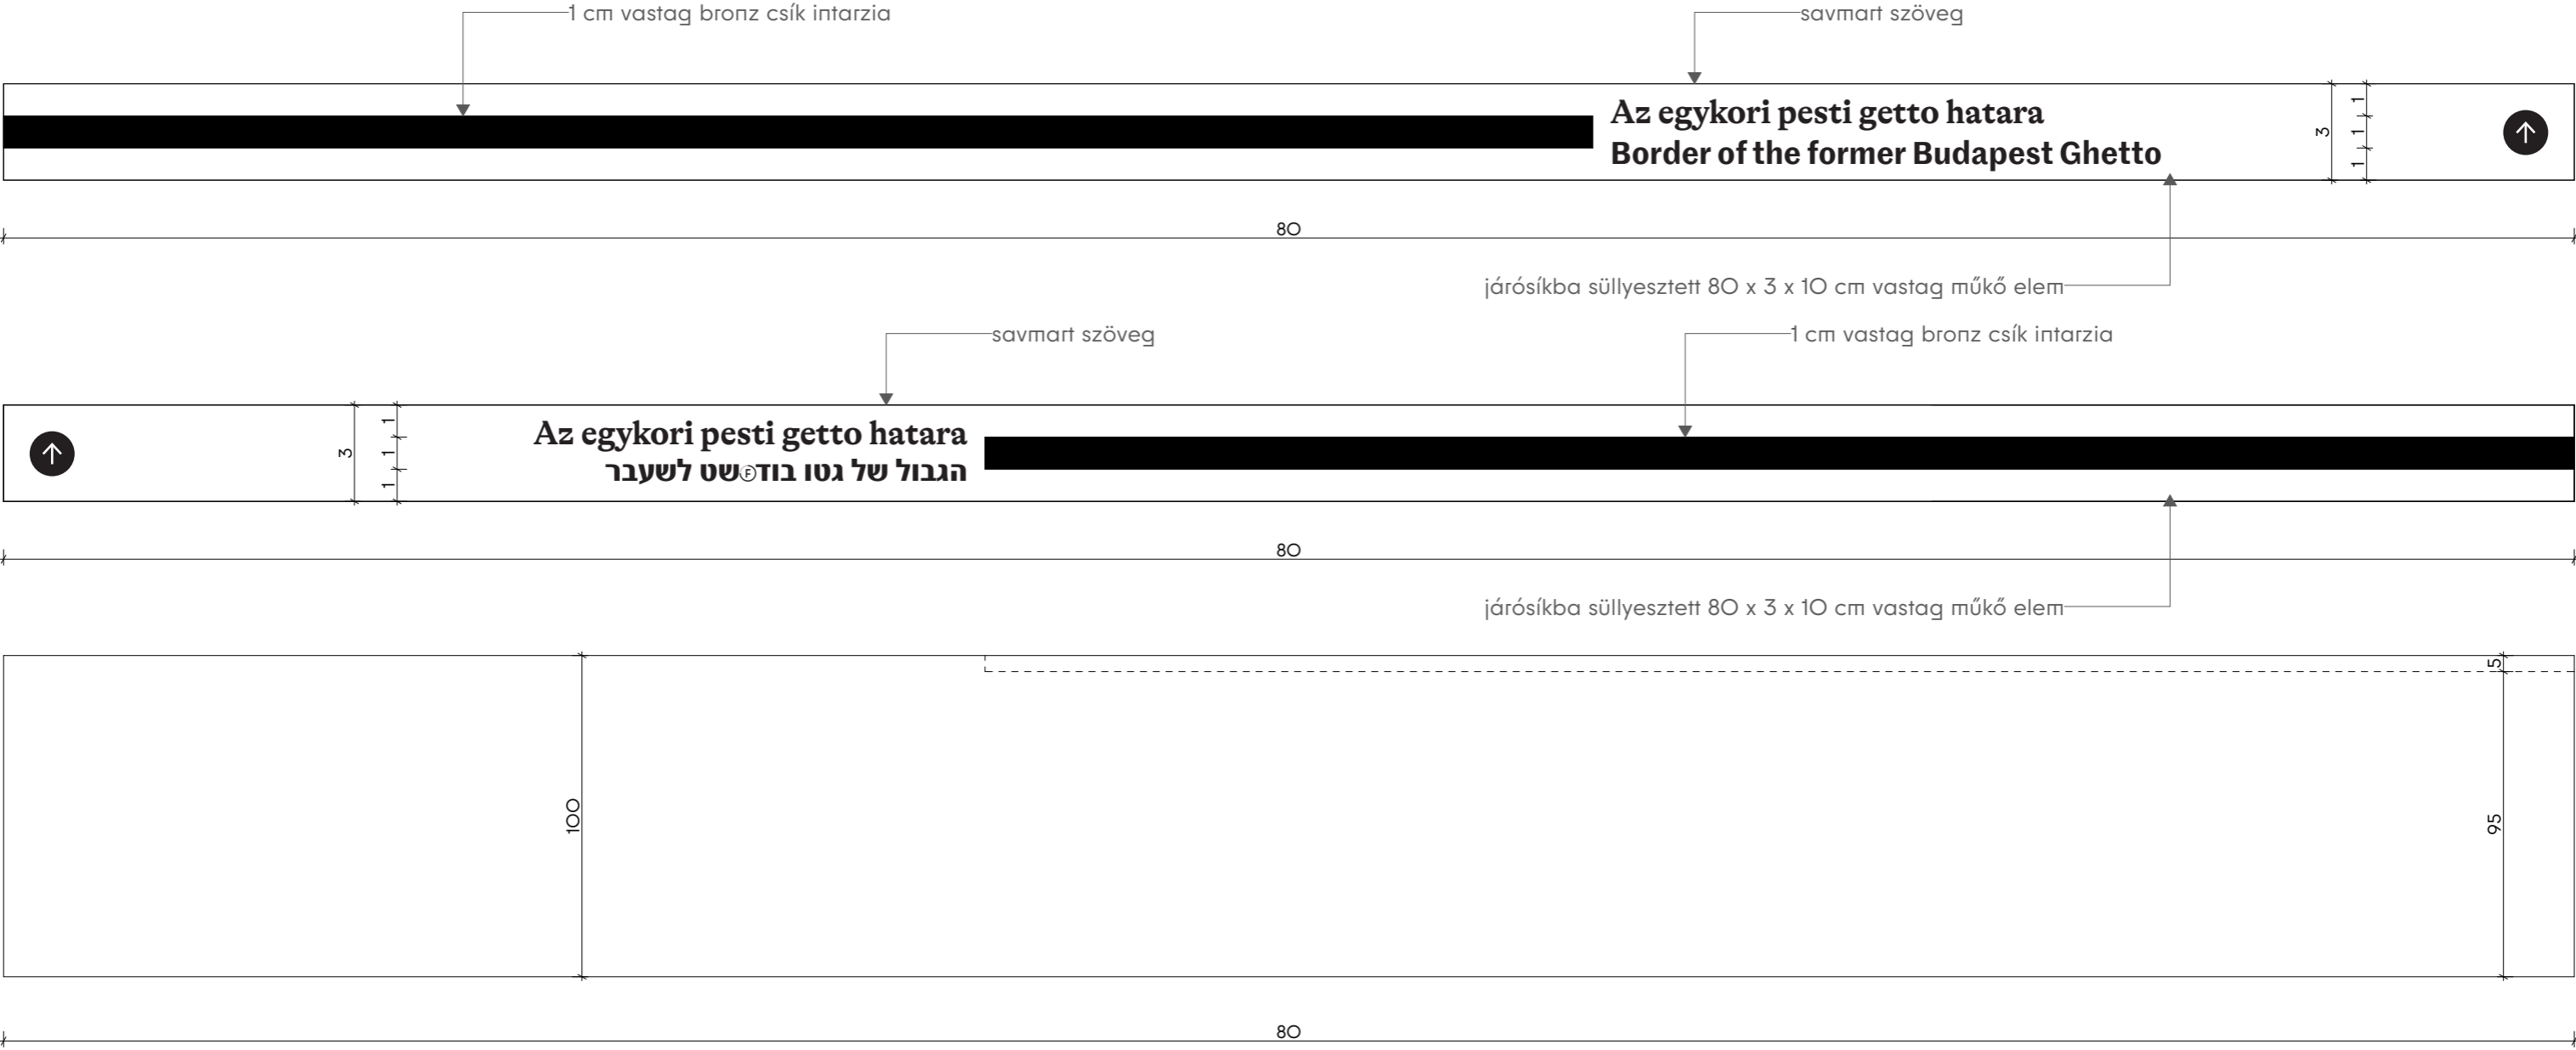 1 cm vastag bronz csík intarzia
savmart szöveg
Az egykori pesti getto hatara
Border of the former Budapest Ghetto
3
1
1
1
80
járósíkba süllyesztett 80 x 3 x 10 cm vastag műkő elem
savmart szöveg
1 cm vastag bronz csík intarzia
3
1
1
1
Az egykori pesti getto hatara
הגבול של גטו בודⒻשט לשעבר
80
járósíkba süllyesztett 80 x 3 x 10 cm vastag műkő elem
5
100
95
80